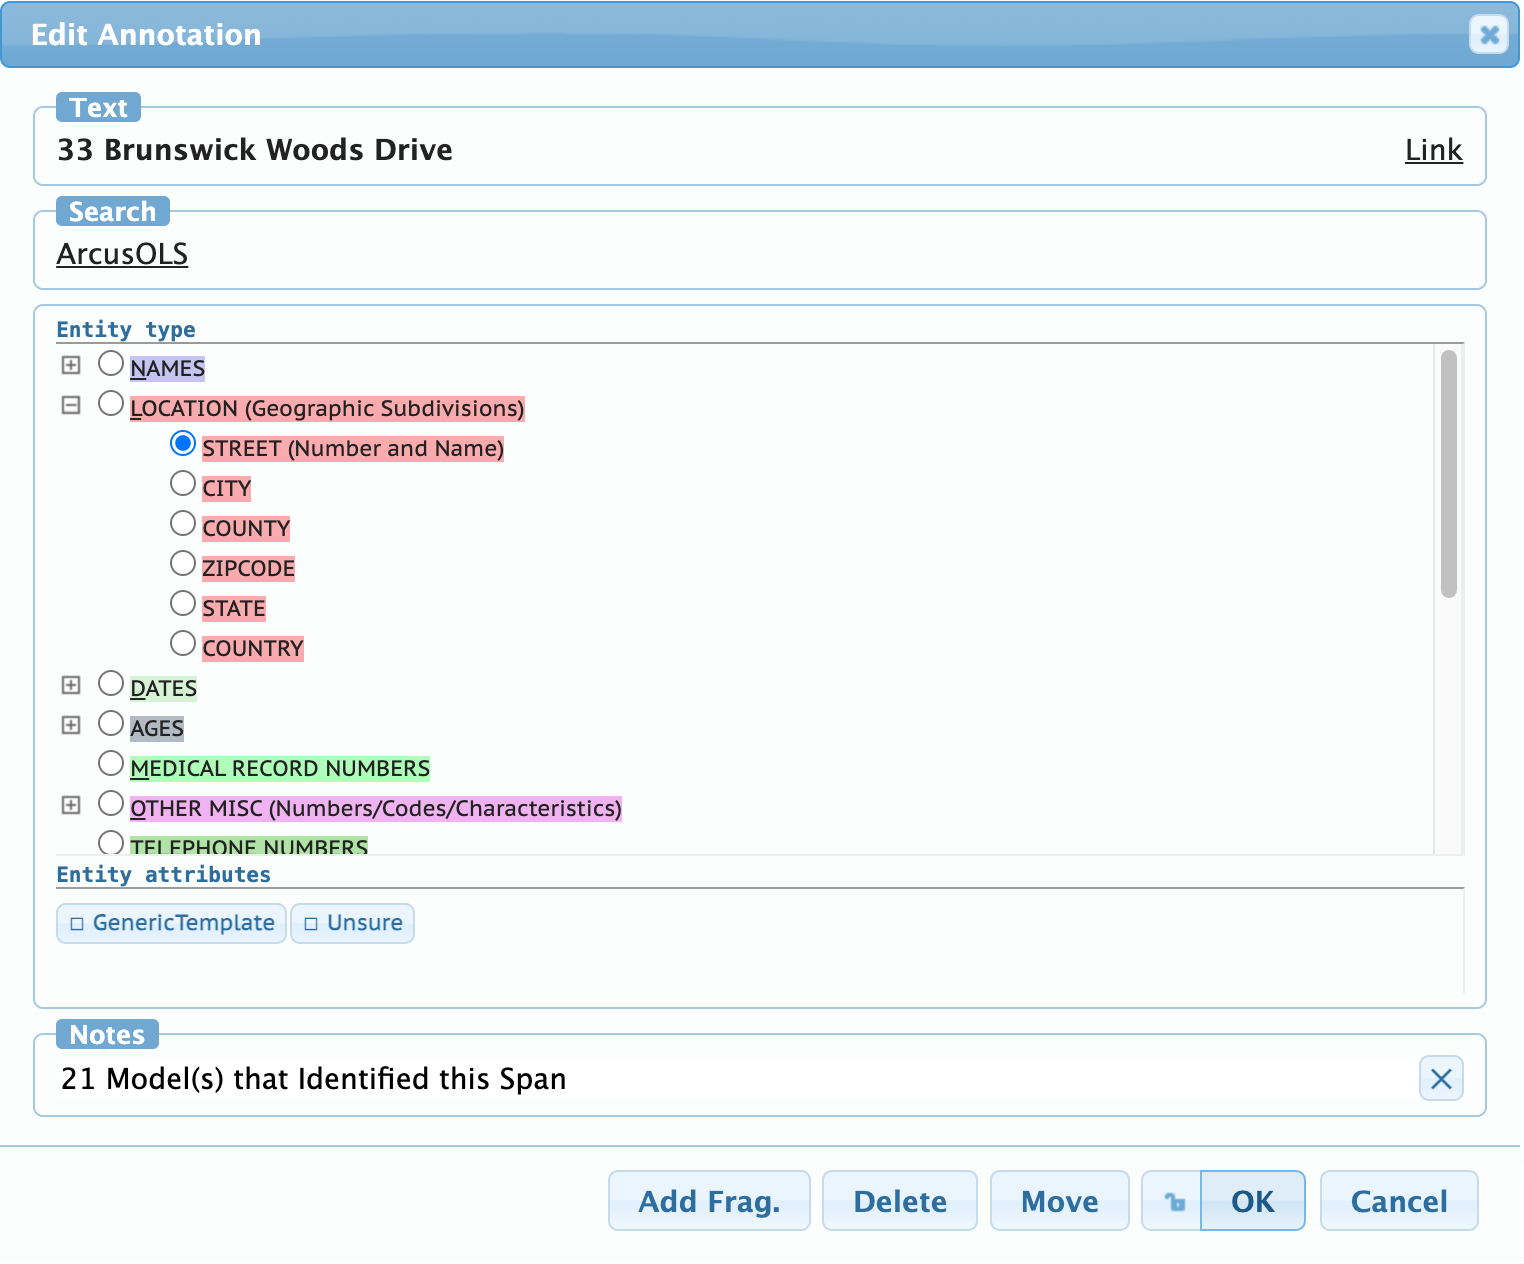 Edit Annotation
Text
33 Brunswick Woods Drive
Link
Search
ArcusOLS
Entity type
NAMES
LOCATION (Geographic Subdivisions)
STREET (Number and Name)
CITY
COUNTY
ZIPCODE
STATE
COUNTRY
DATES
AGES
MEDICAL RECORD NUMBERS
OTHER MISC (Numbers/Codes/Characteristics)
TELEPHONE NUMBERS
Entity attributes
GenericTemplate Unsure
Notes
21 Model(s) that Identified this Span
Add Frag. Delete Move OK Cancel